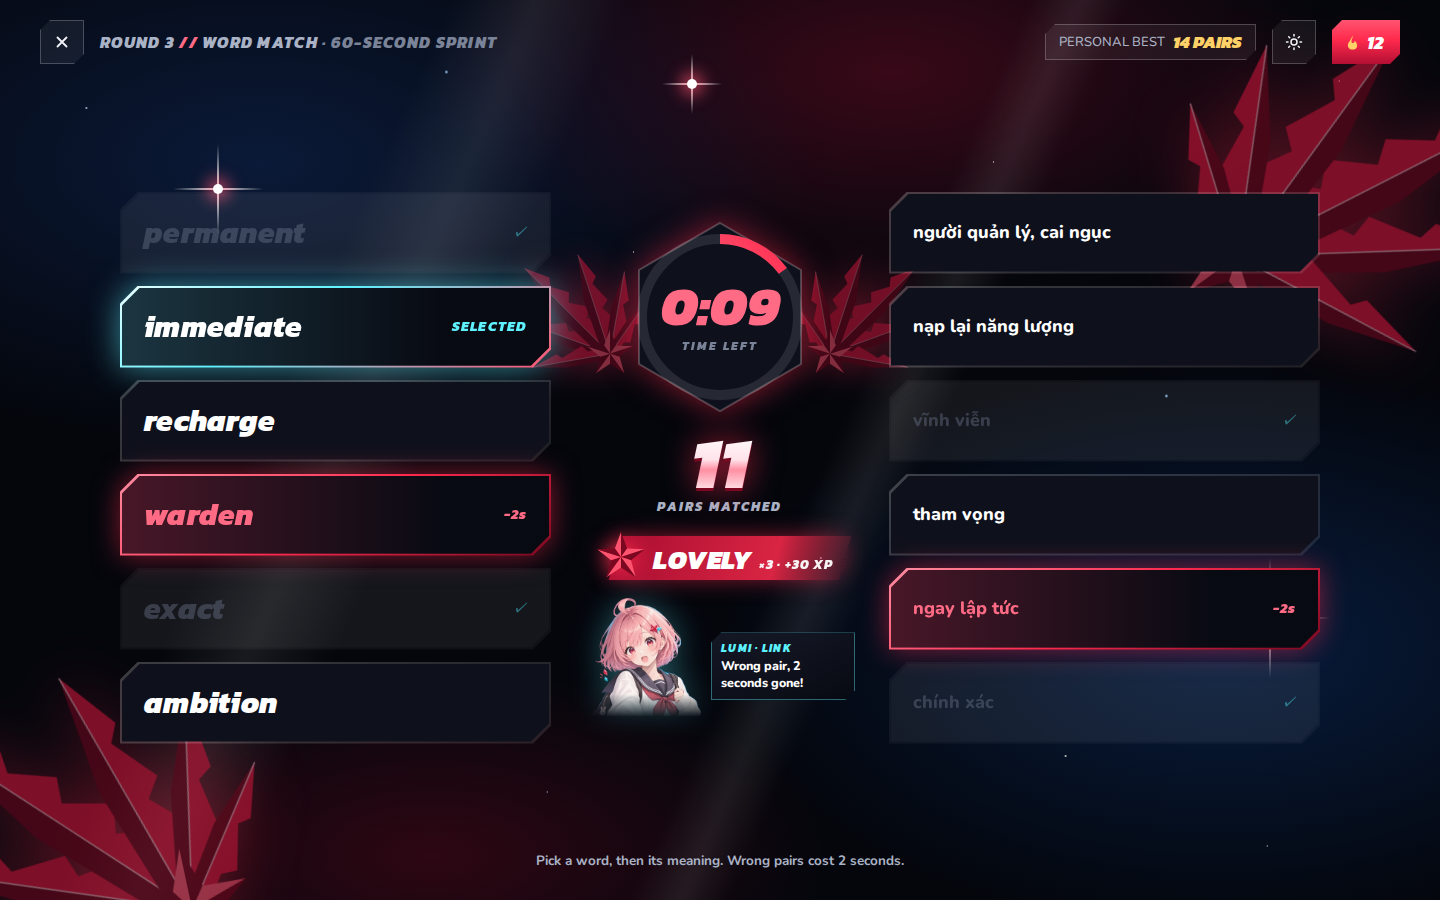 ROUND 3 // WORD MATCH · 60-SECOND SPRINT
PERSONAL BEST 14 PAIRS
12
permanent ✓
immediate SELECTED
recharge
warden -2s
exact ✓
ambition
0:09
TIME LEFT
11
PAIRS MATCHED
LOVELY ×3 · +30 XP
LUMI · LINK
Wrong pair, 2
seconds gone!
người quản lý, cai ngục
nạp lại năng lượng
vĩnh viễn ✓
tham vọng
ngay lập tức -2s
chính xác ✓
Pick a word, then its meaning. Wrong pairs cost 2 seconds.